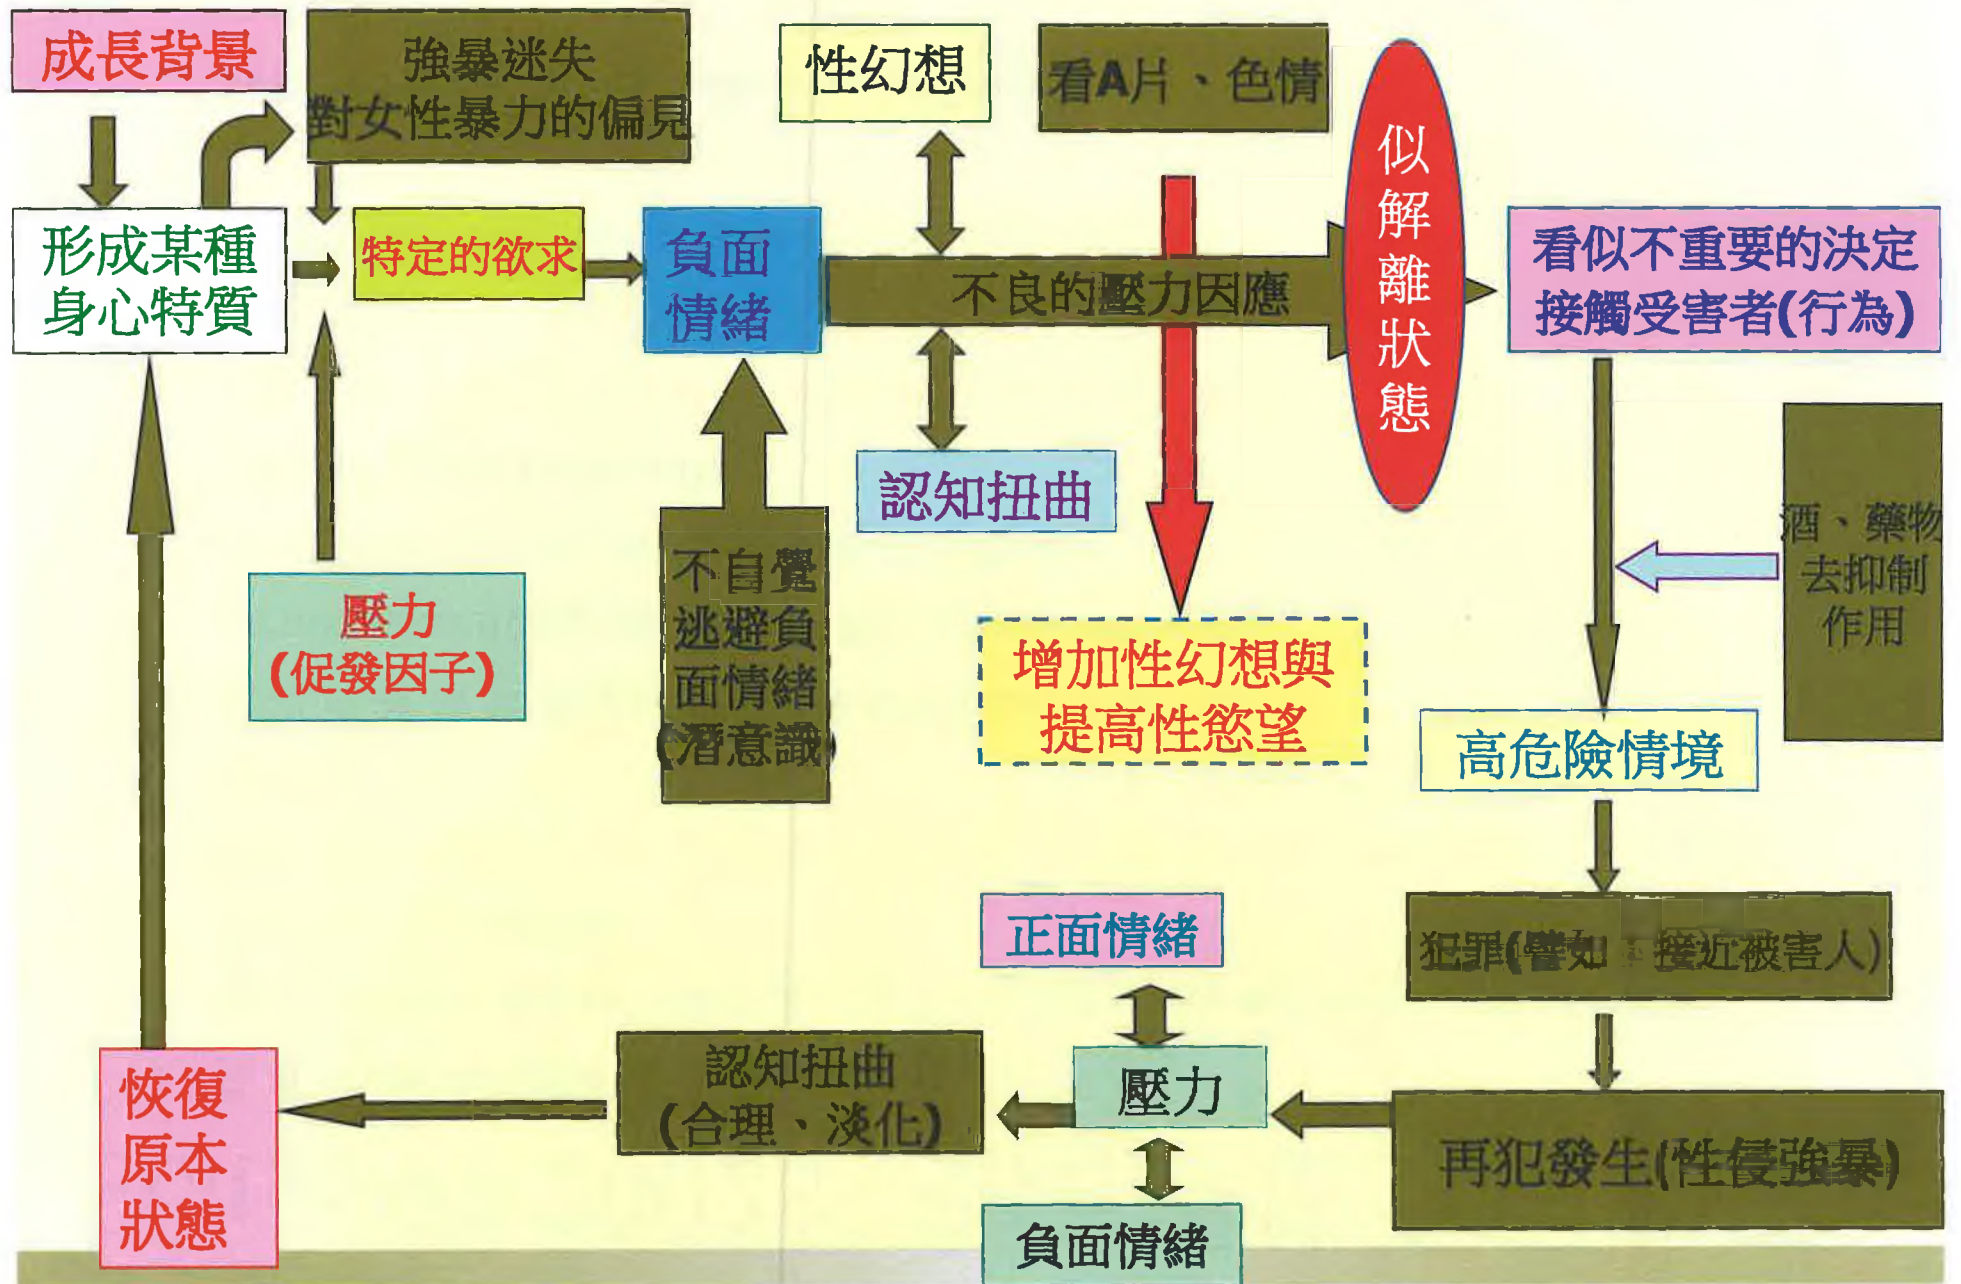 成長背景
強暴迷失
對女性暴力的偏見
性幻想
看A片、色情
似
解
離
狀
態
形成某種
身心特質
特定的欲求
負面
情緒
不良的壓力因應
看似不重要的決定
接觸受害者(行為)
認知扭曲
酒、藥物
去抑制
作用
不自覺
逃避負
面情緒
(潛意識)
壓力
(促發因子)
增加性幻想與
提高性慾望
高危險情境
正面情緒
犯罪(譬如 接近被害人)
認知扭曲
(合理、淡化)
壓力
再犯發生(性侵強暴)
恢復
原本
狀態
負面情緒